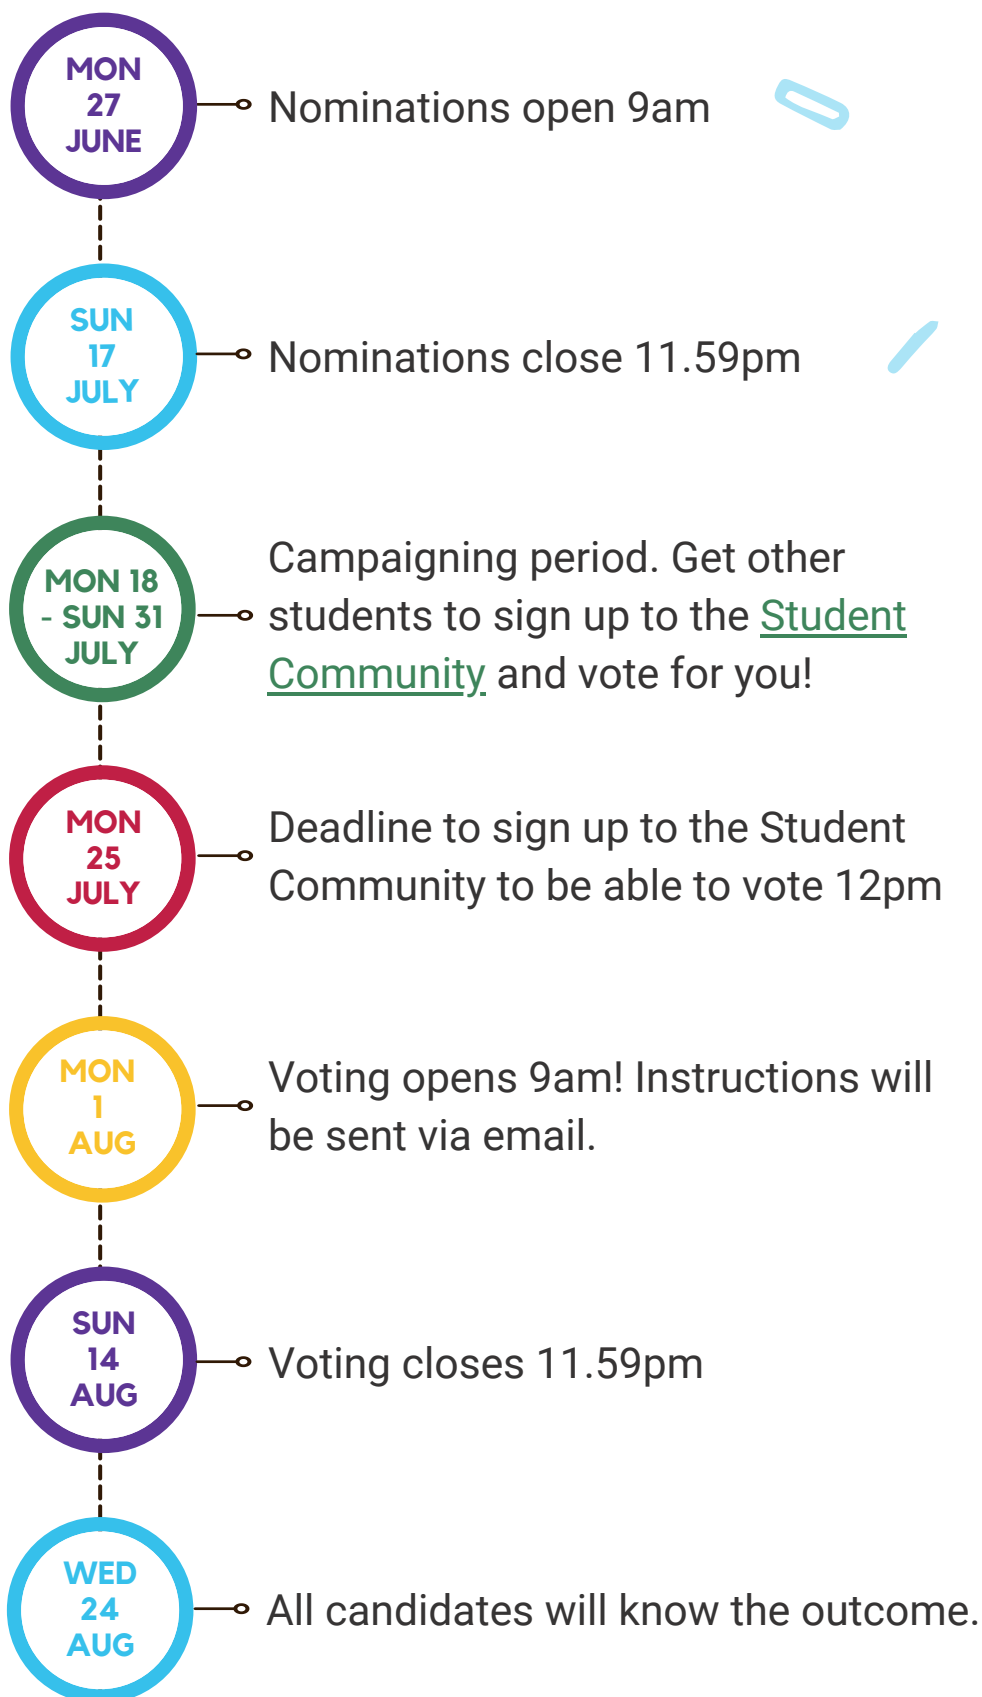 MON
27
JUNE
Nominations open 9am
SUN
17
JULY
Nominations close 11.59pm
MON 18
- SUN 31
JULY
Campaigning period. Get other
students to sign up to the Student
Community and vote for you!
MON
25
JULY
Deadline to sign up to the Student
Community to be able to vote 12pm
MON
1
AUG
Voting opens 9am! Instructions will
be sent via email.
SUN
14
AUG
Voting closes 11.59pm
WED
24
AUG
All candidates will know the outcome.